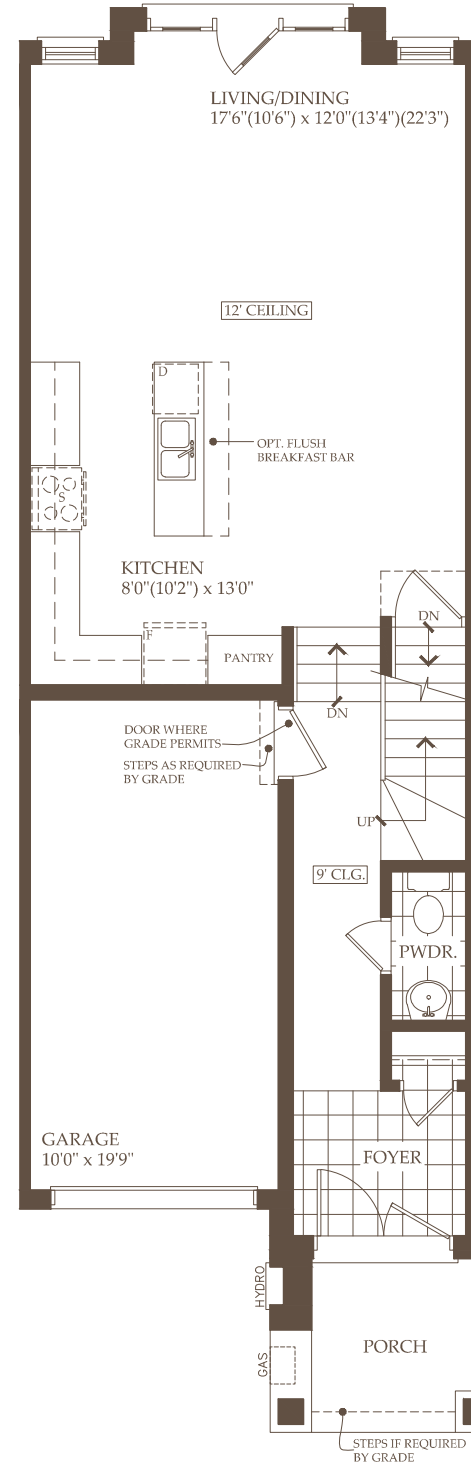 LIVING/DINING
17'6"(10'6") x 12'0"(13'4")(22'3")
12' CEILING
D
OPT. FLUSH
BREAKFAST BAR
S
KITCHEN
8'0"(10'2") x 13'0"
F
PANTRY
DN
DN
DOOR WHERE
GRADE PERMITS
STEPS AS REQUIRED
BY GRADE
UP
9' CLG.
PWDR.
GARAGE
10'0" x 19'9"
FOYER
HYDRO
PORCH
GAS
STEPS IF REQUIRED
BY GRADE